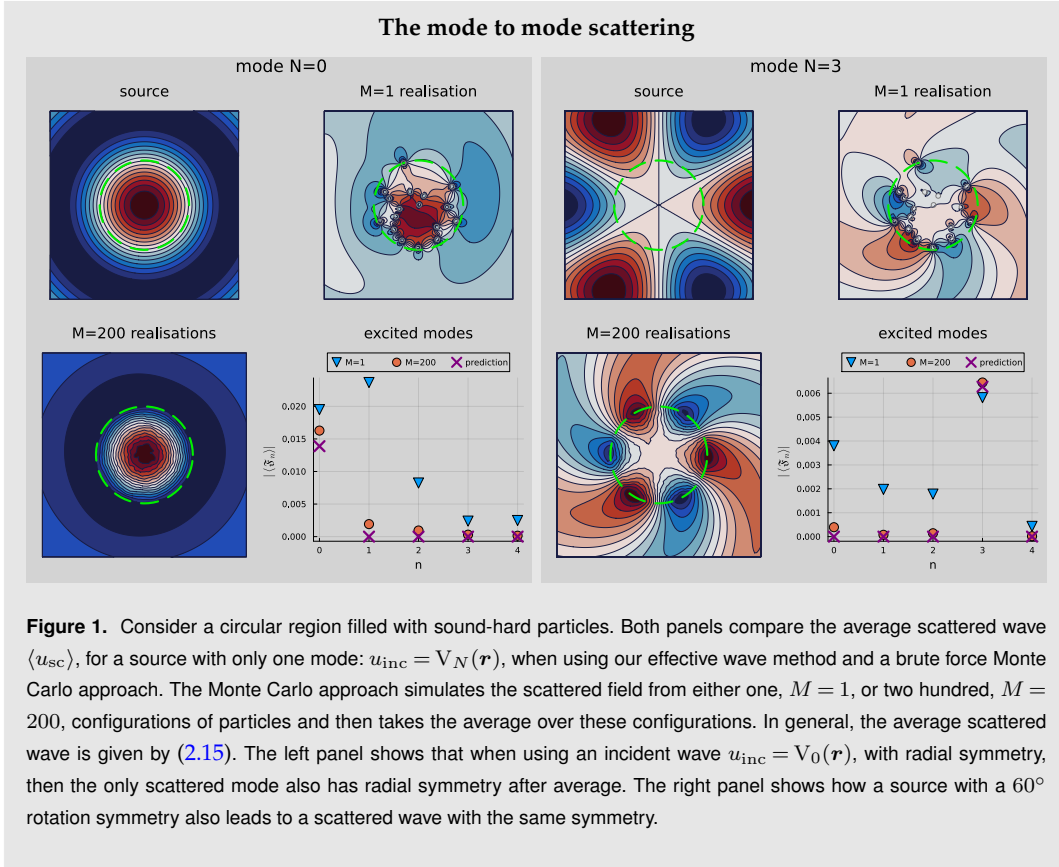 The mode to mode scattering
mode N=0
source
M=1 realisation
M=200 realisations
excited modes
M=1
M=200
prediction
|⟨𝔉ₙ⟩|
0.020
0.015
0.010
0.005
0.000
0 1 2 3 4
n
mode N=3
source
M=1 realisation
M=200 realisations
excited modes
M=1
M=200
prediction
|⟨𝔉ₙ⟩|
0.006
0.005
0.004
0.003
0.002
0.001
0.000
0 1 2 3 4
n
Figure 1. Consider a circular region filled with sound-hard particles. Both panels compare the average scattered wave
⟨u_sc⟩, for a source with only one mode: u_inc = V_N(r), when using our effective wave method and a brute force Monte
Carlo approach. The Monte Carlo approach simulates the scattered field from either one, M = 1, or two hundred, M =
200, configurations of particles and then takes the average over these configurations. In general, the average scattered
wave is given by (2.15). The left panel shows that when using an incident wave u_inc = V_0(r), with radial symmetry,
then the only scattered mode also has radial symmetry after average. The right panel shows how a source with a 60°
rotation symmetry also leads to a scattered wave with the same symmetry.